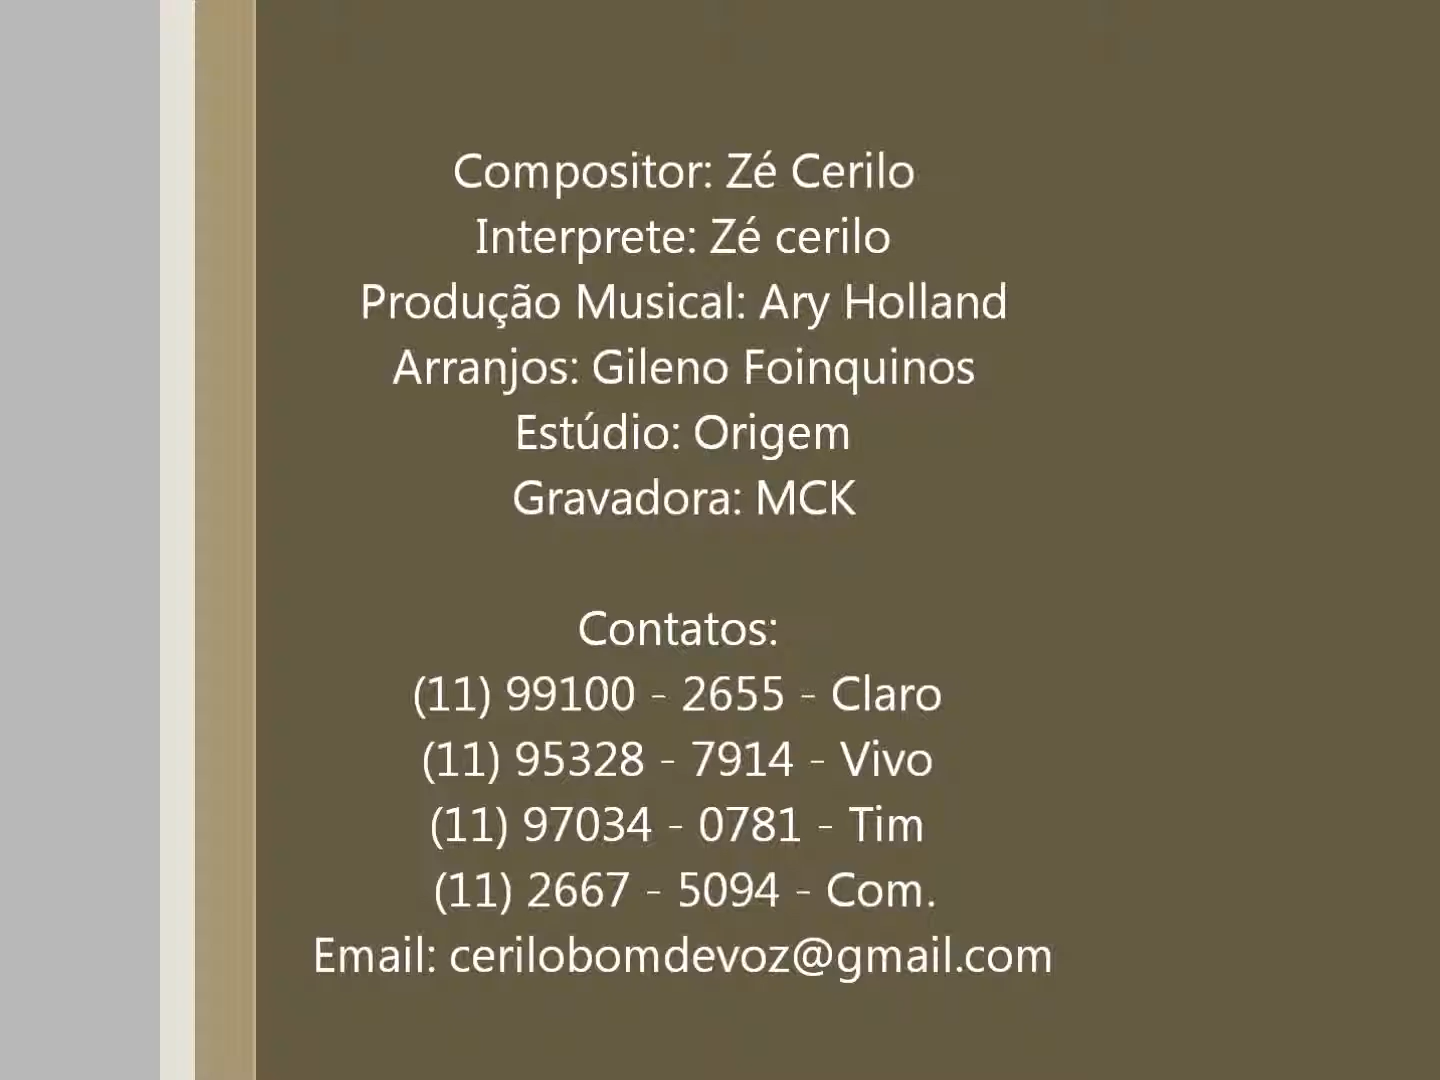 Compositor: Zé Cerilo
Interprete: Zé cerilo
Produção Musical: Ary Holland
Arranjos: Gileno Foinquinos
Estúdio: Origem
Gravadora: MCK
Contatos:
(11) 99100 - 2655 - Claro
(11) 95328 - 7914 - Vivo
(11) 97034 - 0781 - Tim
(11) 2667 - 5094 - Com.
Email: cerilobomdevoz@gmail.com